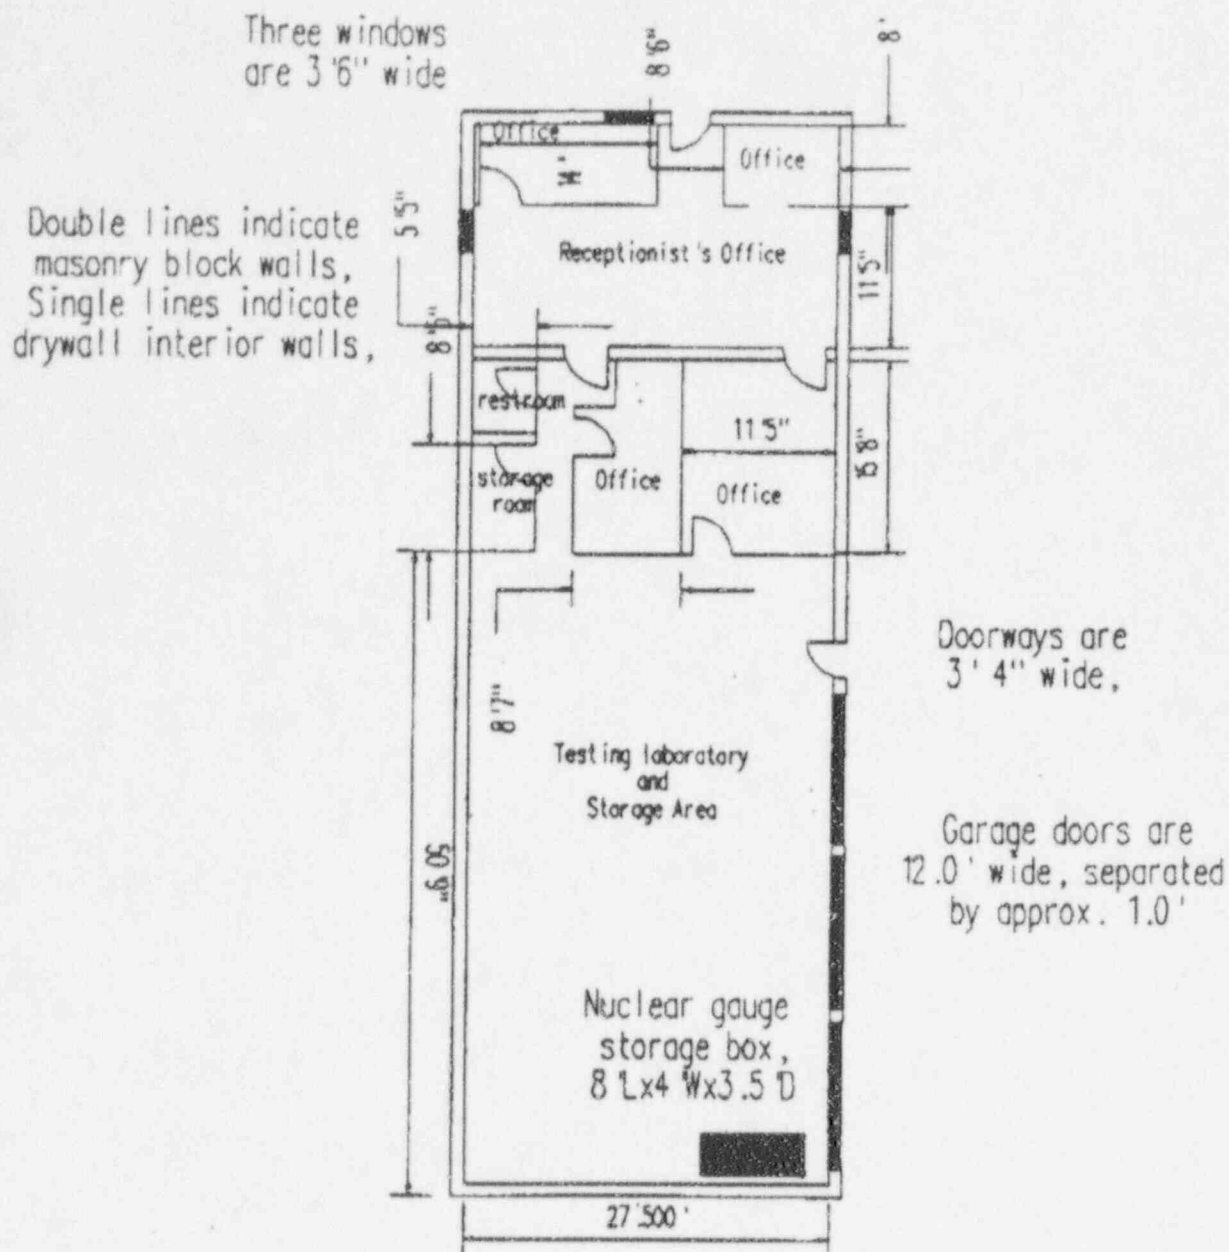 Three windows
are 3'6" wide
8'6"
8'
Office
14'
Office
Double lines indicate
masonry block walls,
Single lines indicate
drywall interior walls,
5'5"
Receptionist's Office
11'5"
8'5"
restroom
11'5"
15'8"
storage
room
Office
Office
8'7"
Doorways are
3'4" wide,
Testing laboratory
and
Storage Area
Garage doors are
12.0' wide, separated
by approx. 1.0'
50'9"
Nuclear gauge
storage box,
8'Lx4'Wx3.5'D
27.500'